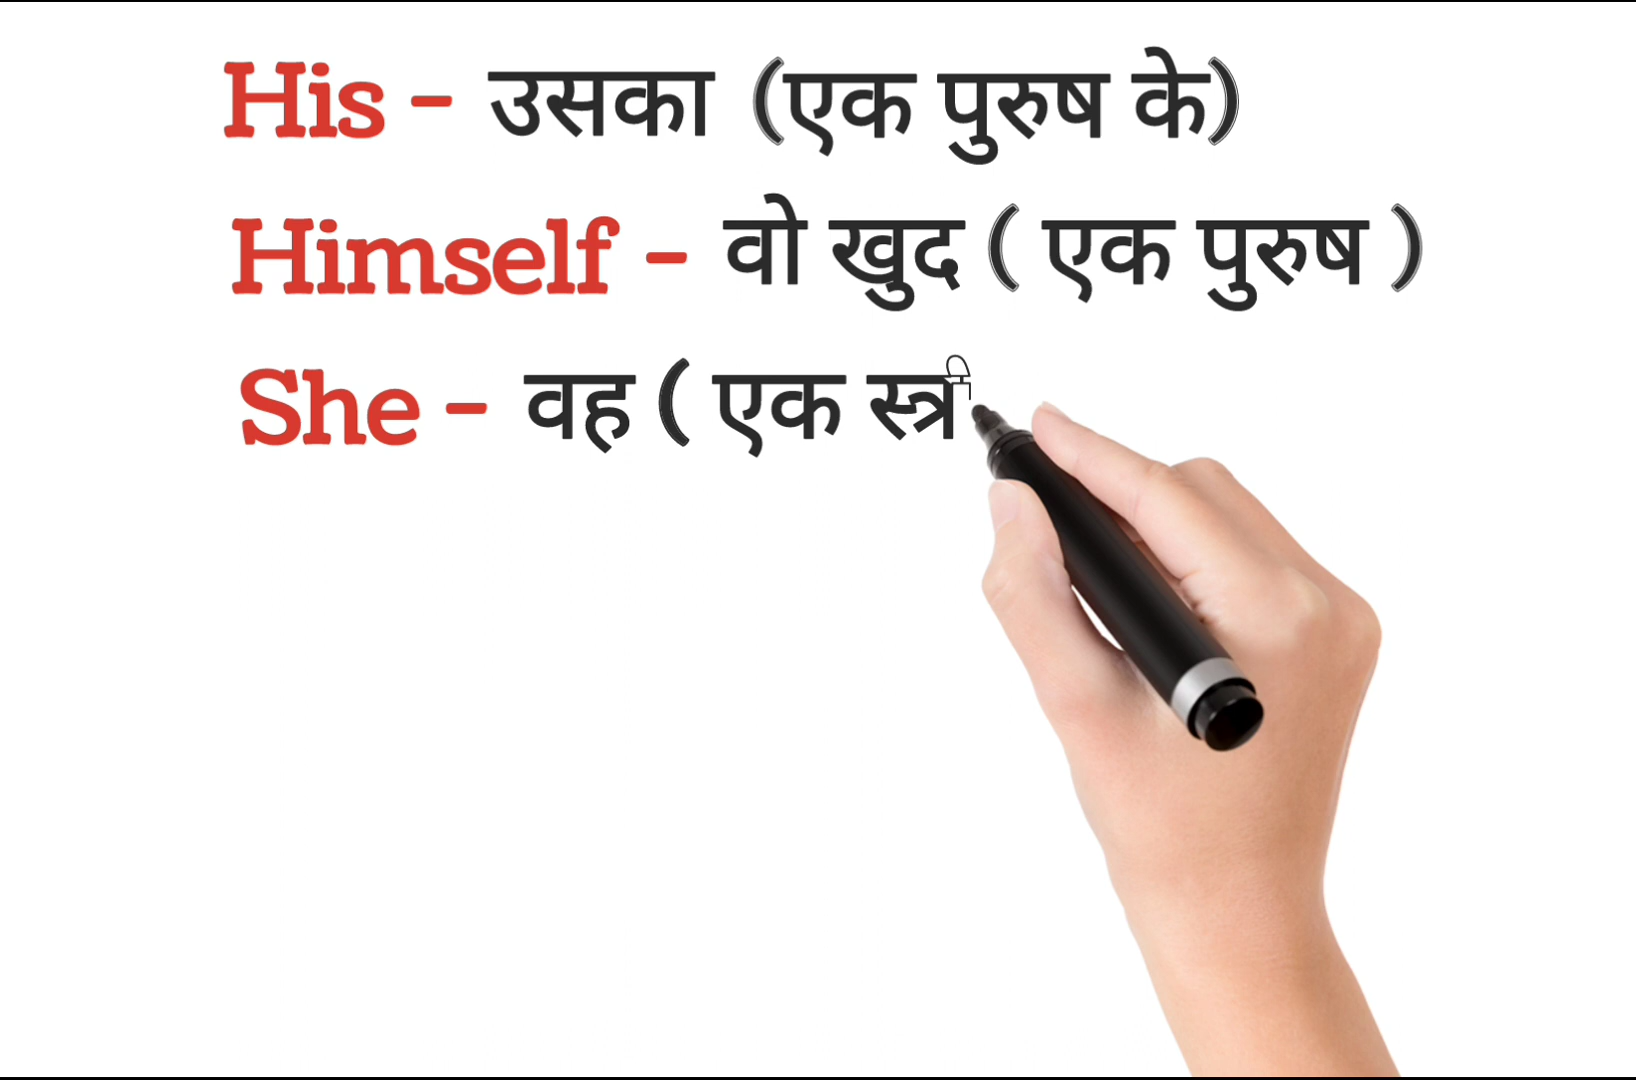 His - उसका (एक पुरुष के)
Himself - वो खुद ( एक पुरुष )
She - वह ( एक स्त्री